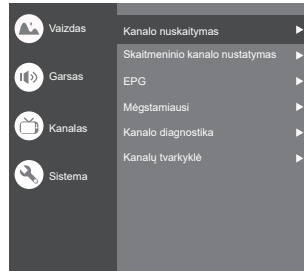 Vaizdas
Garsas
Kanalas
Sistema
Kanalo nuskaitymas
Skaitmeninio kanalo nustatymas
EPG
Mėgstamiausi
Kanalo diagnostika
Kanalų tvarkyklė